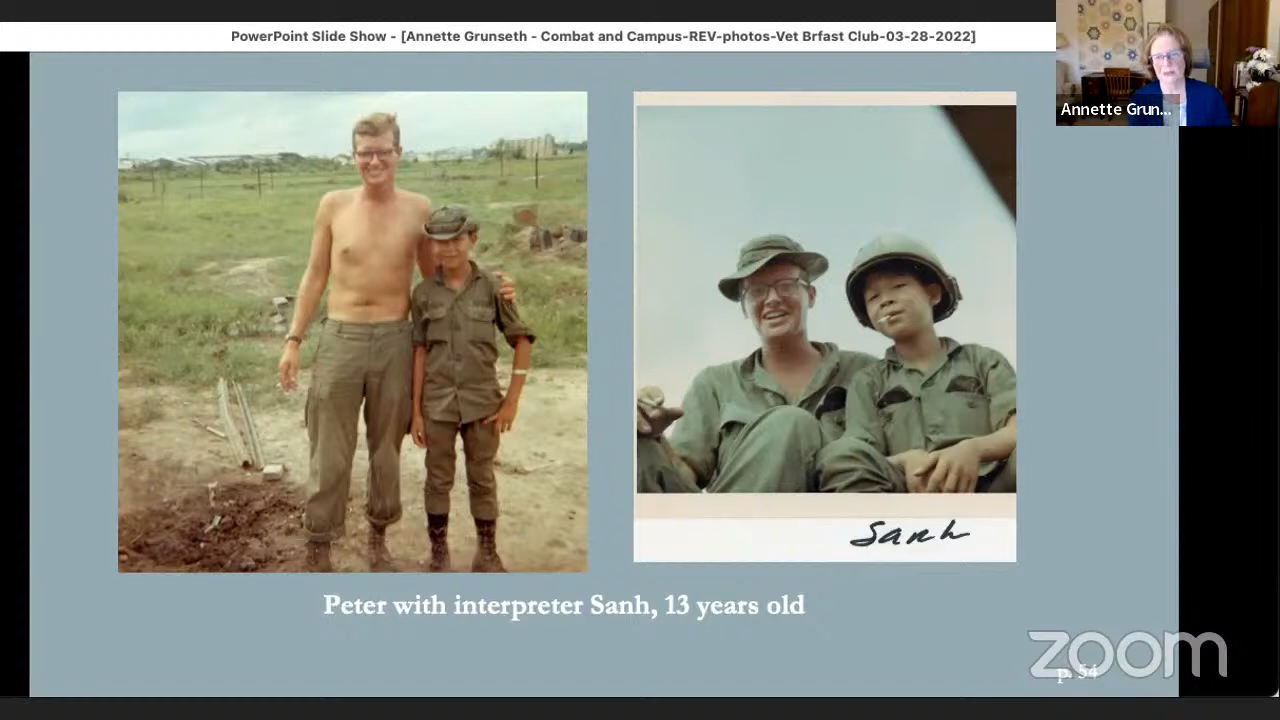 PowerPoint Slide Show - [Annette Grunseth - Combat and Campus-REV-photos-Vet Brfast Club-03-28-2022]
Annette Grun...
Sanh
Peter with interpreter Sanh, 13 years old
zoom
p. 54